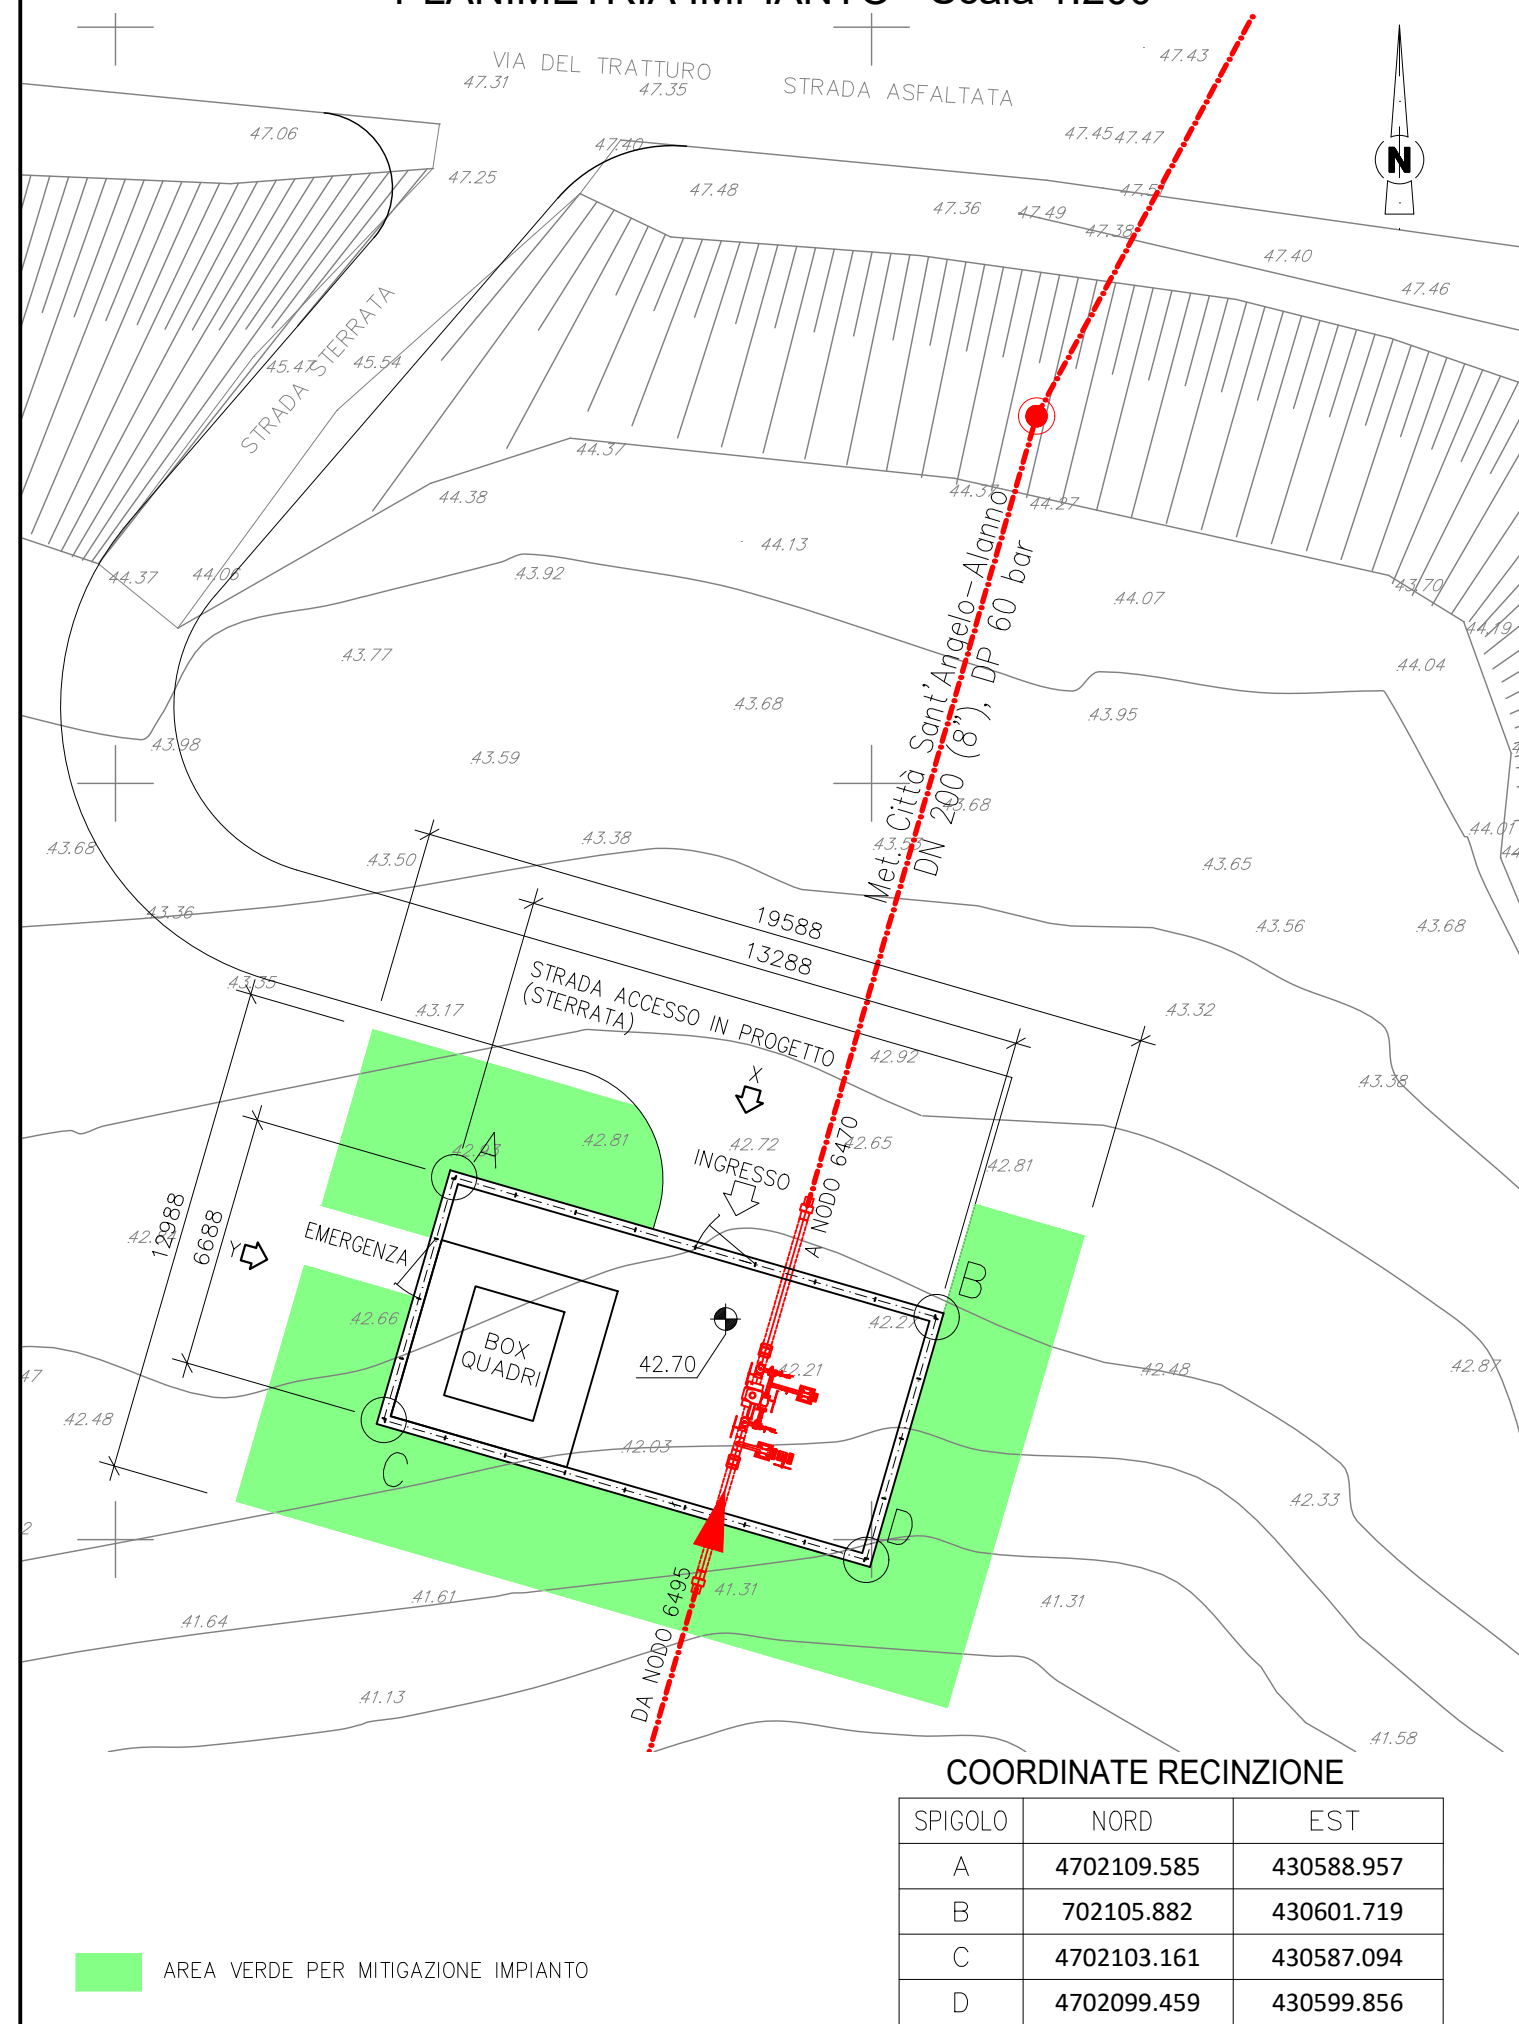 VIA DEL TRATTURO
STRADA ASFALTATA
47.43
47.31
47.35
47.06
47.40
47.45
47.47
47.25
47.48
47.36
47.49
47.38
47.40
47.46
N
STRADA STERRATA
45.47
45.54
44.37
44.38
44.37
44.27
44.13
43.92
44.37
44.06
44.07
43.70
44.19
44.04
43.77
43.68
43.95
43.98
43.59
43.68
Met. Città Sant'Angelo-Alanno
DN 200 (8"), DP 60 bar
43.68
43.50
43.38
43.65
44.01
43.36
43.56
43.68
19588
13288
43.35
43.17
43.32
STRADA ACCESSO IN PROGETTO
(STERRATA)
42.92
43.38
X
42.93
A
42.81
42.72
42.65
42.81
INGRESSO
A NODO 6470
12988
6688
Y
EMERGENZA
B
42.66
42.27
BOX
QUADRI
42.70
42.21
42.48
42.87
47
42.48
42.03
C
42.33
D
DA NODO 6495
41.31
41.61
41.64
41.31
41.13
41.58
COORDINATE RECINZIONE
SPIGOLO NORD EST
A 4702109.585 430588.957
B 702105.882 430601.719
C 4702103.161 430587.094
D 4702099.459 430599.856
AREA VERDE PER MITIGAZIONE IMPIANTO